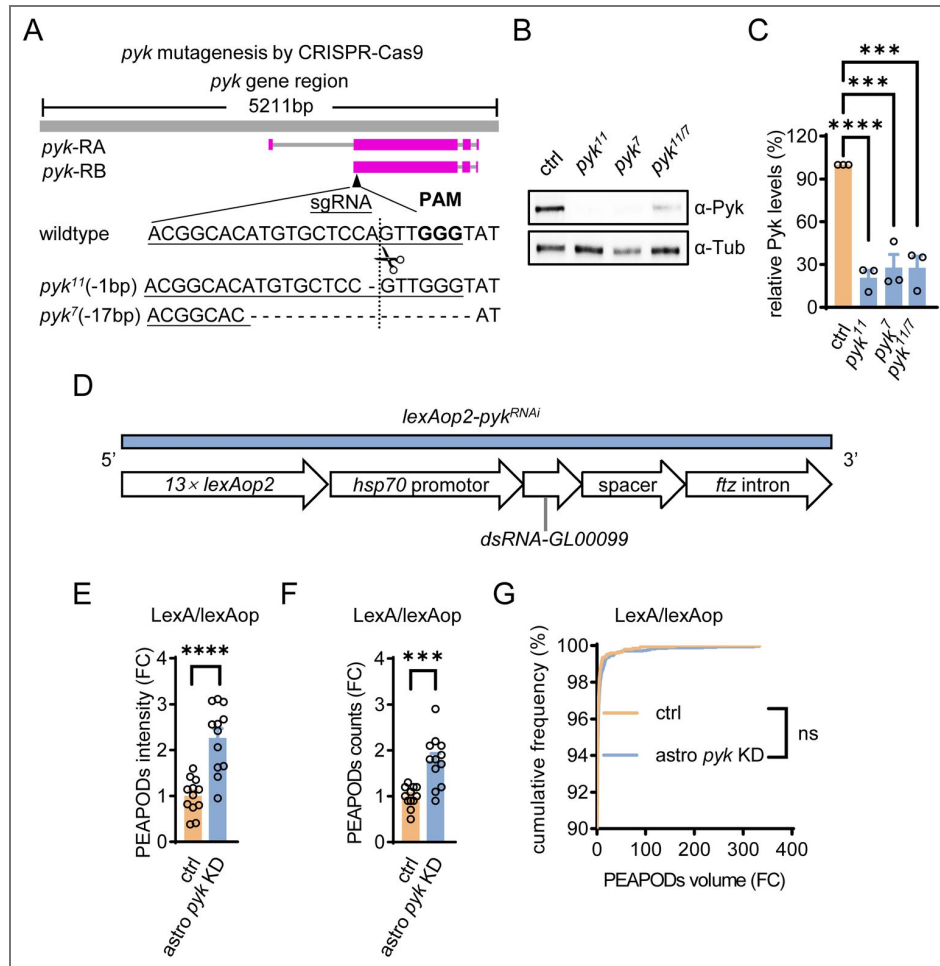 A
pyk mutagenesis by CRISPR-Cas9
pyk gene region
5211bp
pyk-RA
pyk-RB
sgRNA PAM
wildtype ACGGCACATGTGCTCCAGTTGGGTAT
pyk11(-1bp) ACGGCACATGTGCTCC-GTTGGGTAT
pyk7(-17bp) ACGGCAC-----------------AT
B
ctrl pyk11 pyk7 pyk11/7
α-Pyk
α-Tub
C
*** 
***
****
relative Pyk levels (%)
120
90
60
30
0
ctrl pyk11 pyk7 pyk11/7
D
lexAop2-pykRNAi
5’ 3’
13× lexAop2 hsp70 promotor spacer ftz intron
dsRNA-GL00099
E
LexA/lexAop
****
PEAPODs intensity (FC)
4
3
2
1
0
ctrl
astro pyk KD
F
LexA/lexAop
***
PEAPODs counts (FC)
4
3
2
1
0
ctrl
astro pyk KD
G
LexA/lexAop
cumulative frequency (%)
100
98
96
94
92
90
ctrl
astro pyk KD
ns
0 100 200 300 400
PEAPODs volume (FC)